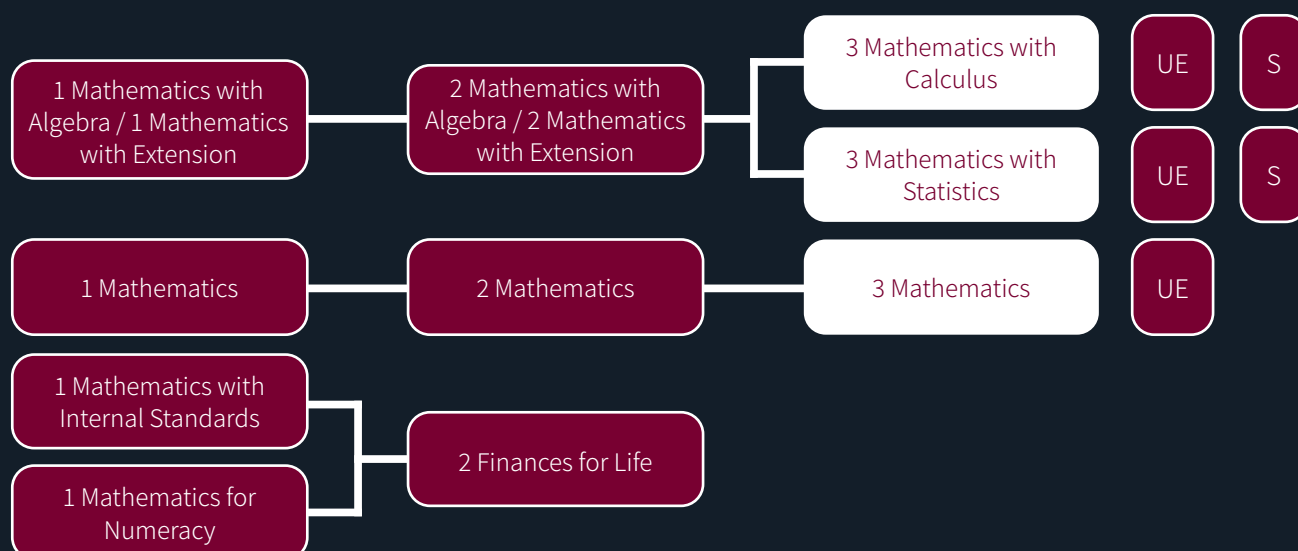 3 Mathematics with
Calculus
UE
S
1 Mathematics with
Algebra / 1 Mathematics
with Extension
2 Mathematics with
Algebra / 2 Mathematics
with Extension
3 Mathematics with
Statistics
UE
S
1 Mathematics
2 Mathematics
3 Mathematics
UE
1 Mathematics with
Internal Standards
2 Finances for Life
1 Mathematics for
Numeracy